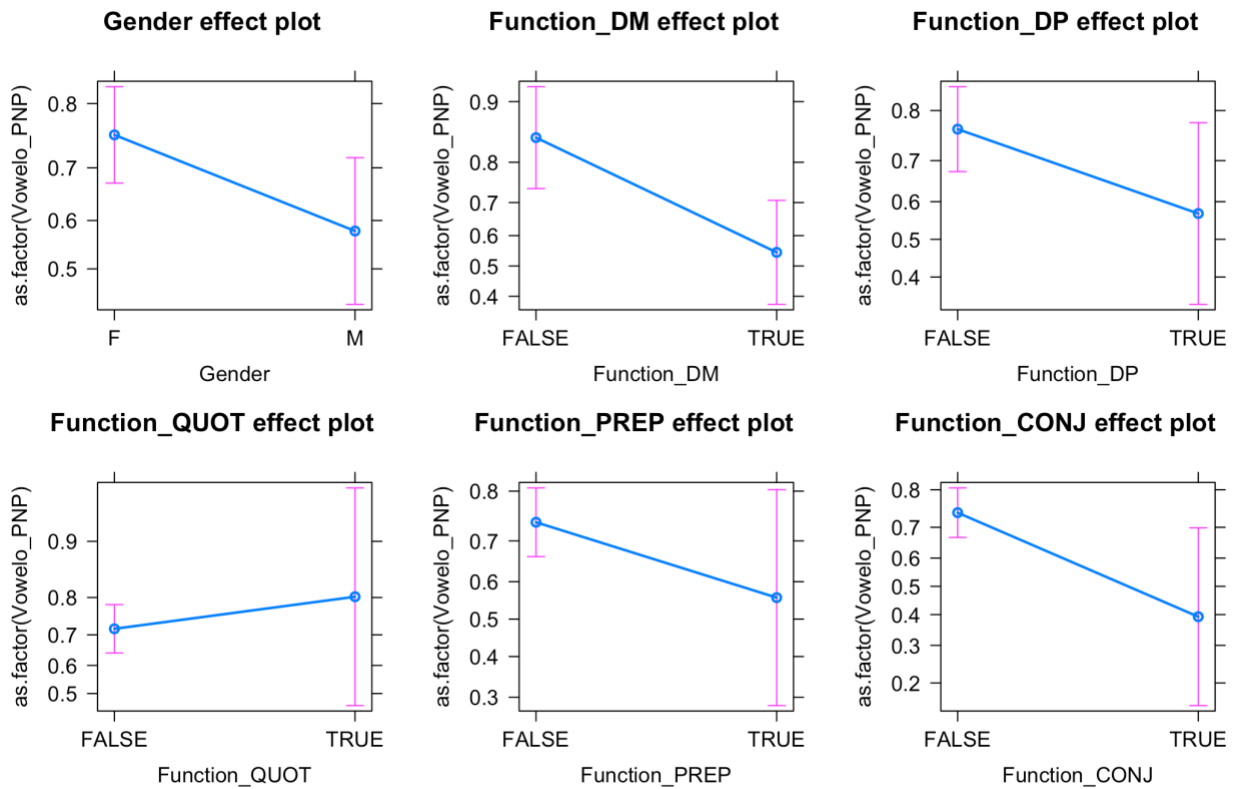 Gender effect plot
as.factor(Vowelo_PNP)
0.8
0.7
0.6
0.5
F
M
Gender
Function_DM effect plot
as.factor(Vowelo_PNP)
0.9
0.8
0.7
0.6
0.5
0.4
FALSE
TRUE
Function_DM
Function_DP effect plot
as.factor(Vowelo_PNP)
0.8
0.7
0.6
0.5
0.4
FALSE
TRUE
Function_DP
Function_QUOT effect plot
as.factor(Vowelo_PNP)
0.9
0.8
0.7
0.6
0.5
FALSE
TRUE
Function_QUOT
Function_PREP effect plot
as.factor(Vowelo_PNP)
0.8
0.7
0.6
0.5
0.4
0.3
FALSE
TRUE
Function_PREP
Function_CONJ effect plot
as.factor(Vowelo_PNP)
0.8
0.7
0.6
0.5
0.4
0.3
0.2
FALSE
TRUE
Function_CONJ